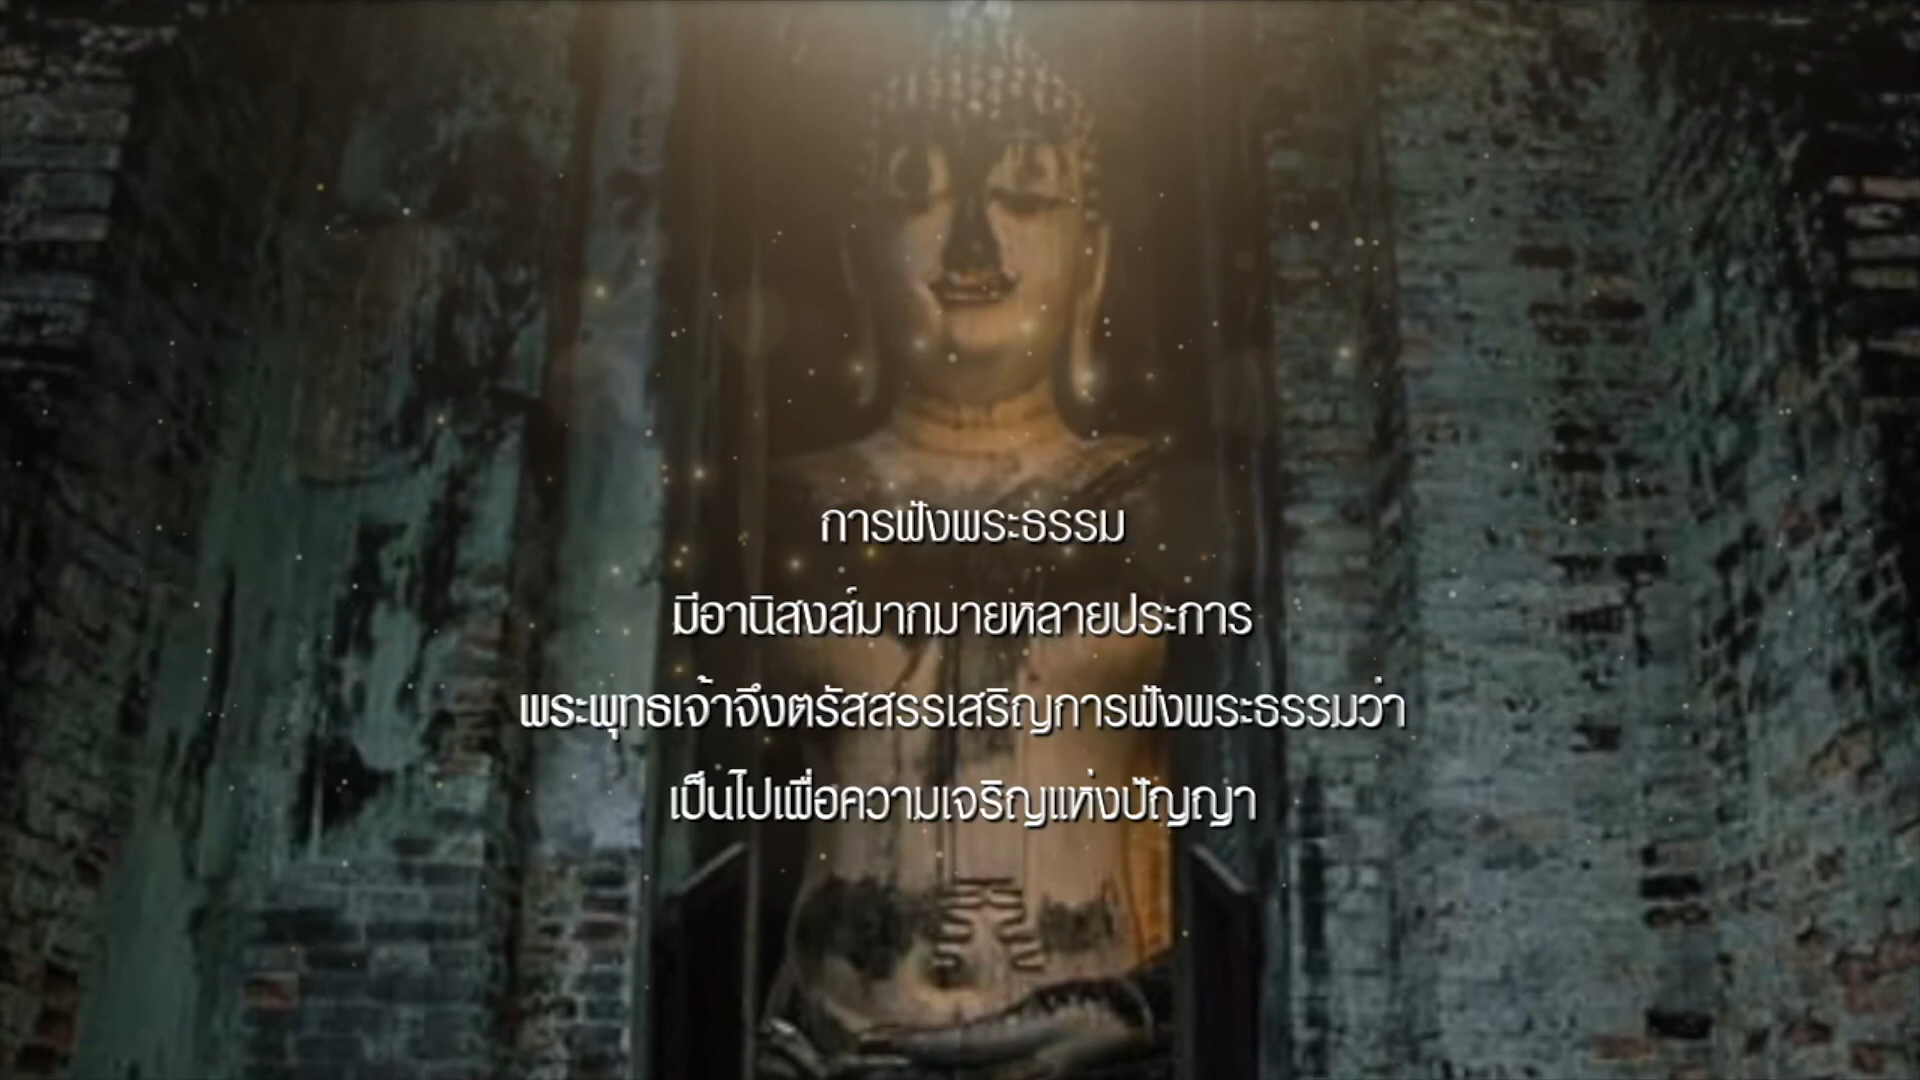 การฟังพระธรรม
มีอานิสงส์มากมายหลายประการ
พระพุทธเจ้าจึงตรัสสรรเสริญการฟังพระธรรมว่า
เป็นไปเพื่อความเจริญแห่งปัญญา